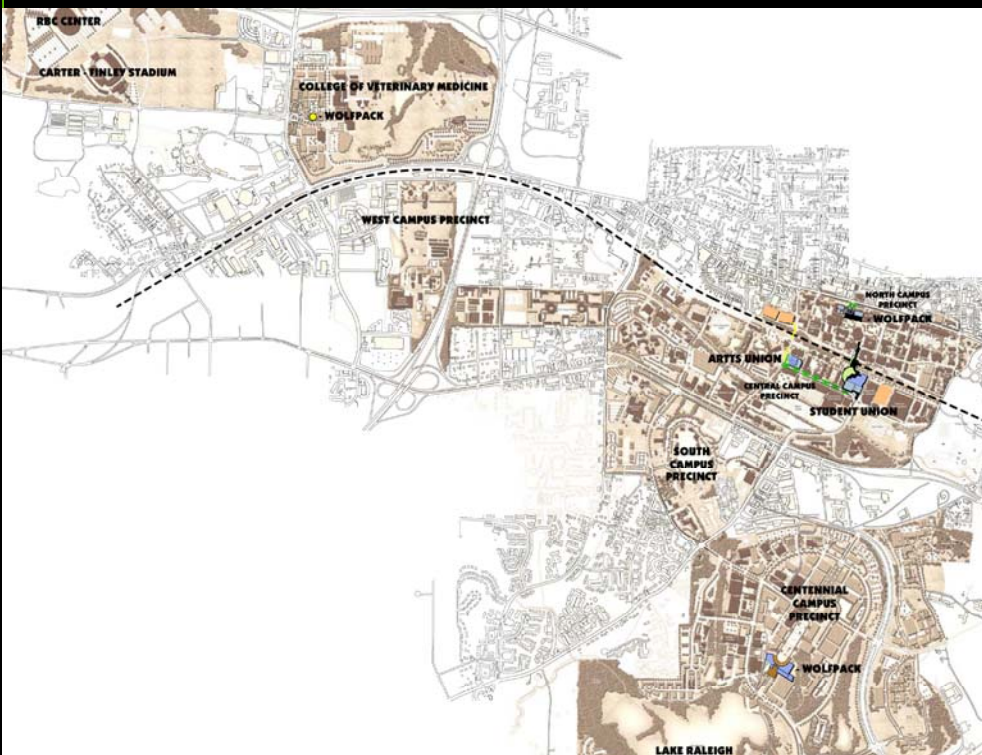 RBC CENTER
CARTER - FINLEY STADIUM
COLLEGE OF VETERINARY MEDICINE
- WOLFPACK
WEST CAMPUS PRECINCT
NORTH CAMPUS
PRECINCT
- WOLFPACK
ARTTS UNION
CENTRAL CAMPUS
PRECINCT
STUDENT UNION
SOUTH
CAMPUS
PRECINCT
CENTENNIAL
CAMPUS
PRECINCT
- WOLFPACK
LAKE RALEIGH